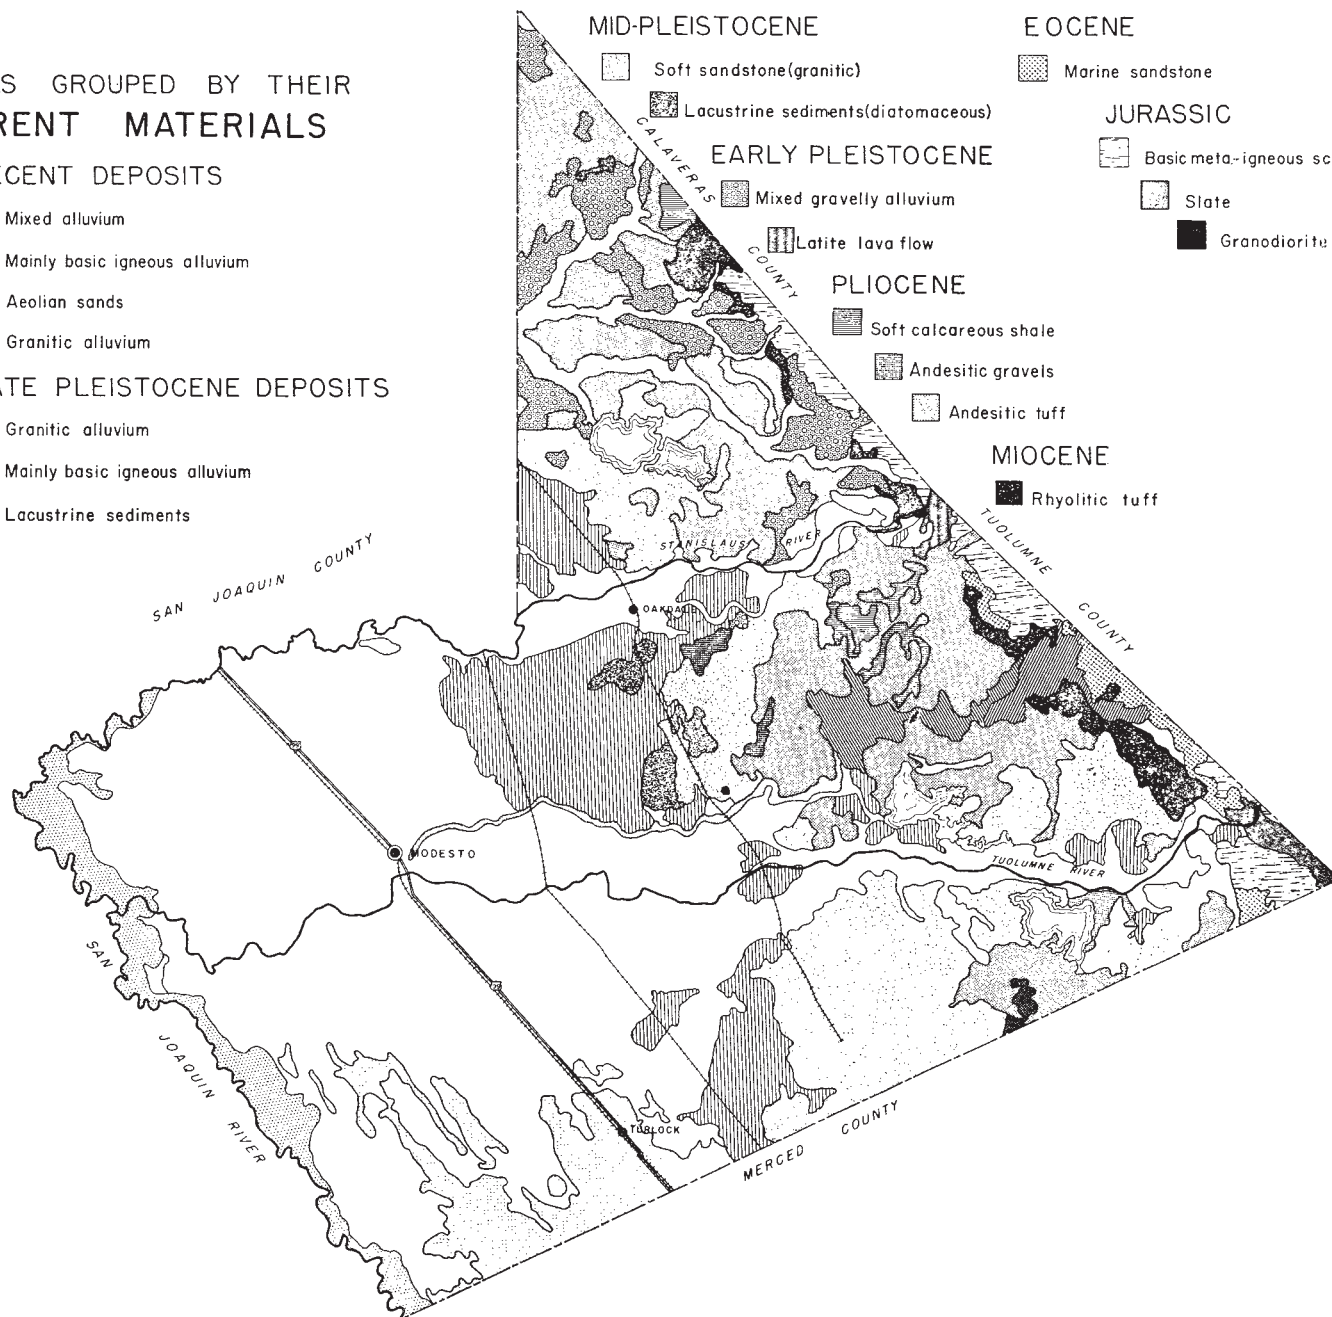 S GROUPED BY THEIR
RENT MATERIALS
ECENT DEPOSITS
Mixed alluvium
Mainly basic igneous alluvium
Aeolian sands
Granitic alluvium
ATE PLEISTOCENE DEPOSITS
Granitic alluvium
Mainly basic igneous alluvium
Lacustrine sediments
MID-PLEISTOCENE
Soft sandstone(granitic)
Lacustrine sediments(diatomaceous)
EARLY PLEISTOCENE
Mixed gravelly alluvium
Latite lava flow
PLIOCENE
Soft calcareous shale
Andesitic gravels
Andesitic tuff
MIOCENE
Rhyolitic tuff
EOCENE
Marine sandstone
JURASSIC
Basic meta-igneous sc
Slate
Granodiorite
CALAVERAS COUNTY
TUOLUMNE COUNTY
SAN JOAQUIN COUNTY
STANISLAUS RIVER
OAKDAL
MODESTO
TUOLUMNE RIVER
SAN JOAQUIN RIVER
TURLOCK
MERCED COUNTY